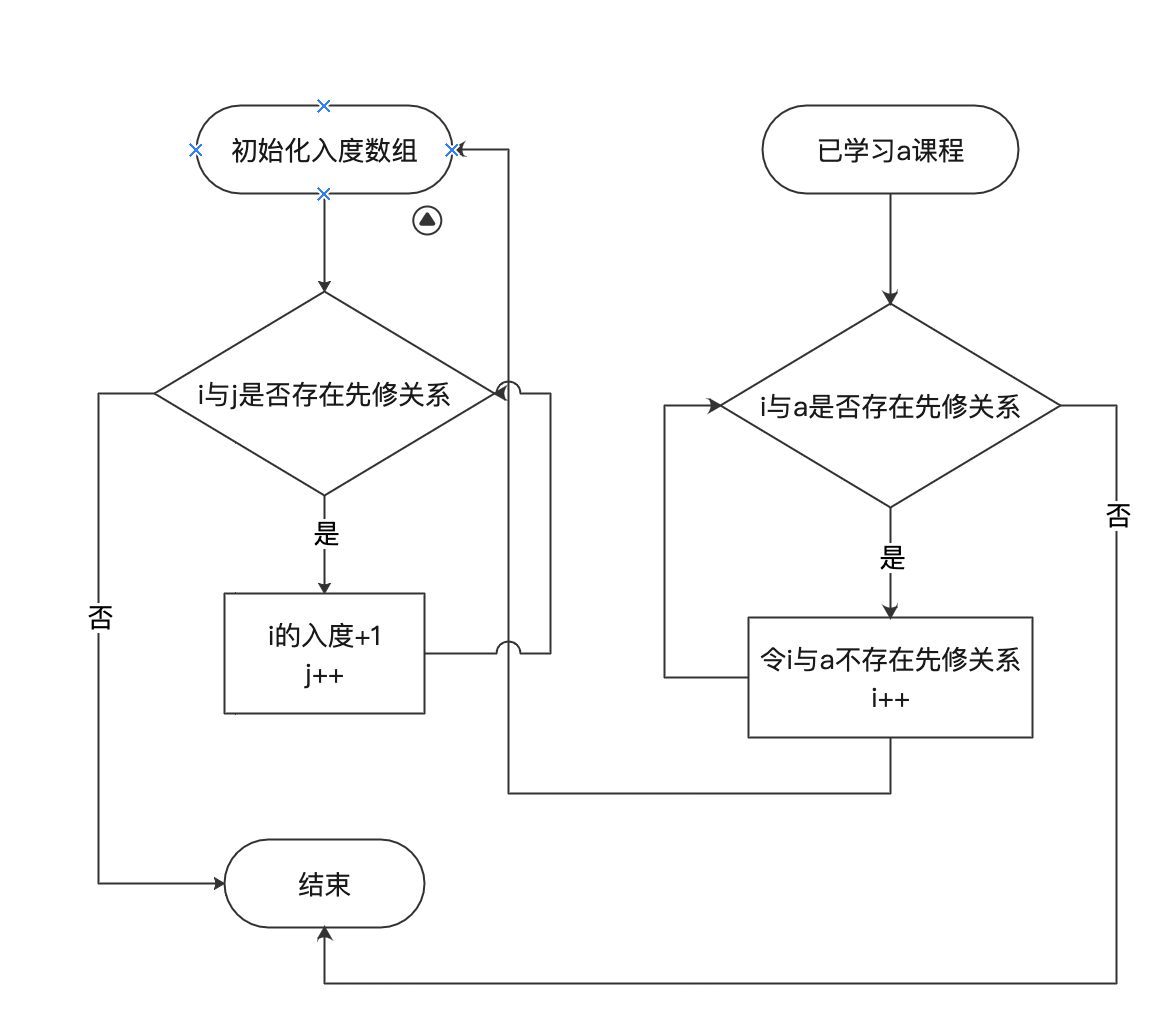 初始化入度数组
已学习a课程
i与j是否存在先修关系
i与a是否存在先修关系
否
是
是
否
i的入度+1
j++
令i与a不存在先修关系
i++
结束